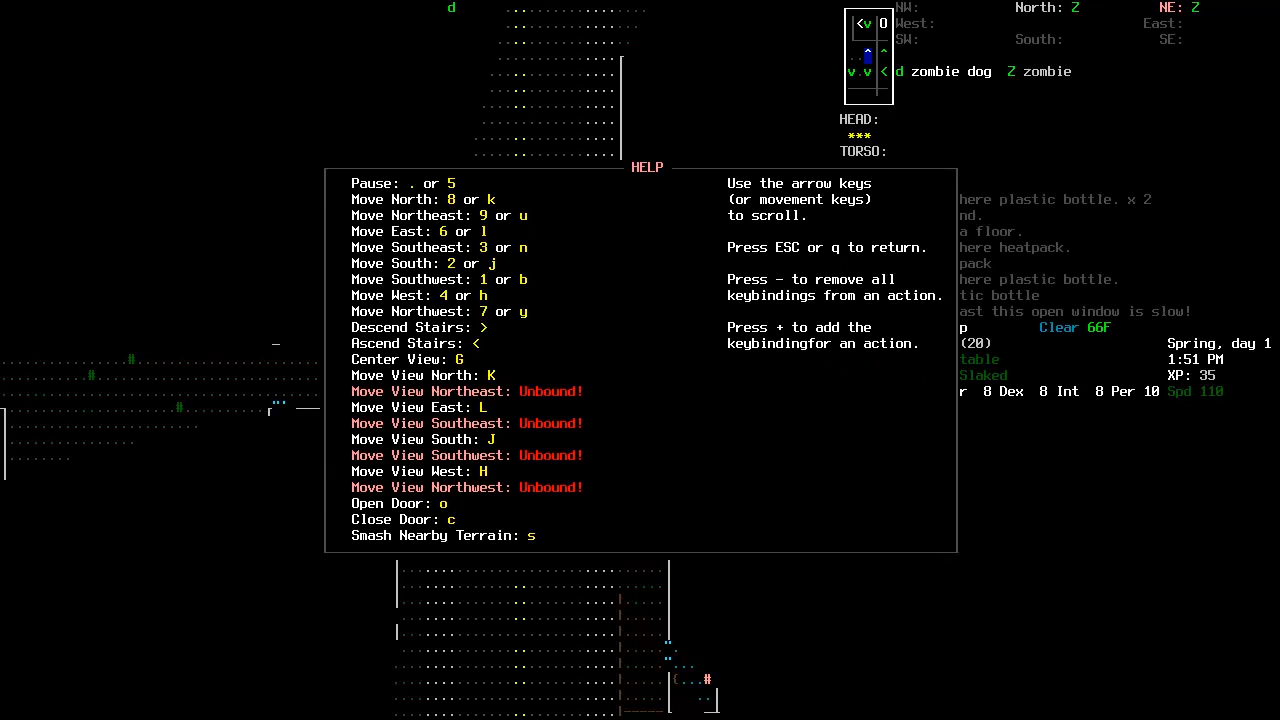 d
NW: North: Z NE: Z
<v O West: East:
SW: South: SE:
^ ^
v.v < d zombie dog Z zombie
HEAD:
***
TORSO:
HELP
Pause: . or 5 Use the arrow keys
Move North: 8 or k (or movement keys) here plastic bottle. x 2
Move Northeast: 9 or u to scroll. nd.
Move East: 6 or l a floor.
Move Southeast: 3 or n Press ESC or q to return. here heatpack.
Move South: 2 or j pack
Move Southwest: 1 or b Press - to remove all here plastic bottle.
Move West: 4 or h keybindings from an action. tic bottle
Move Northwest: 7 or y ast this open window is slow!
Descend Stairs: > Press + to add the p Clear 66F
Ascend Stairs: < keybindingfor an action. (20) Spring, day 1
Center View: G table 1:51 PM
Move View North: K Slaked XP: 35
Move View Northeast: Unbound! r 8 Dex 8 Int 8 Per 10 Spd 110
Move View East: L
Move View Southeast: Unbound!
Move View South: J
Move View Southwest: Unbound!
Move View West: H
Move View Northwest: Unbound!
Open Door: o
Close Door: c
Smash Nearby Terrain: s